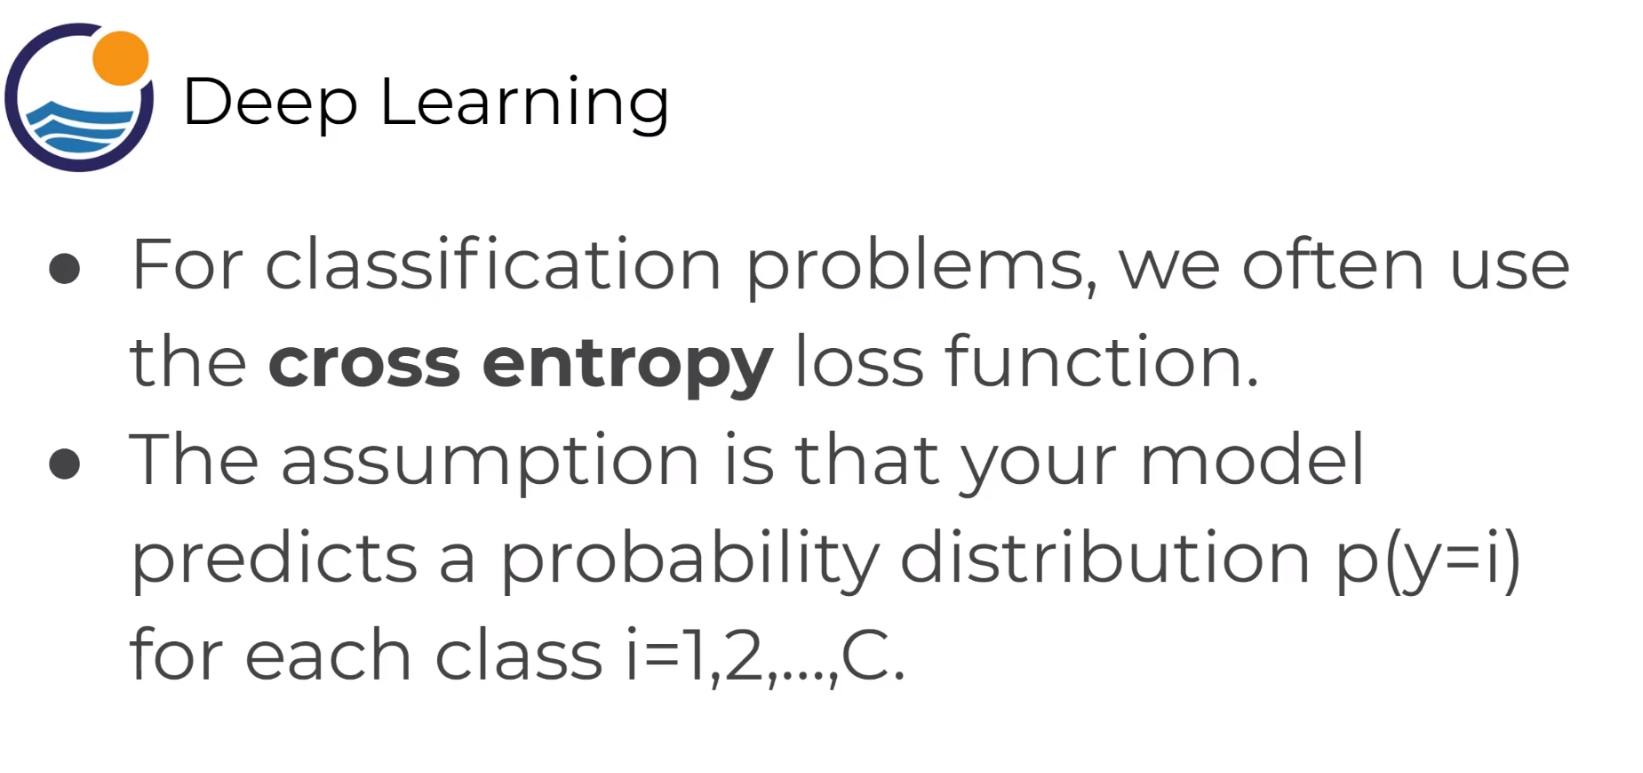 Deep Learning
● For classification problems, we often use
the cross entropy loss function.
● The assumption is that your model
predicts a probability distribution p(y=i)
for each class i=1,2,...,C.